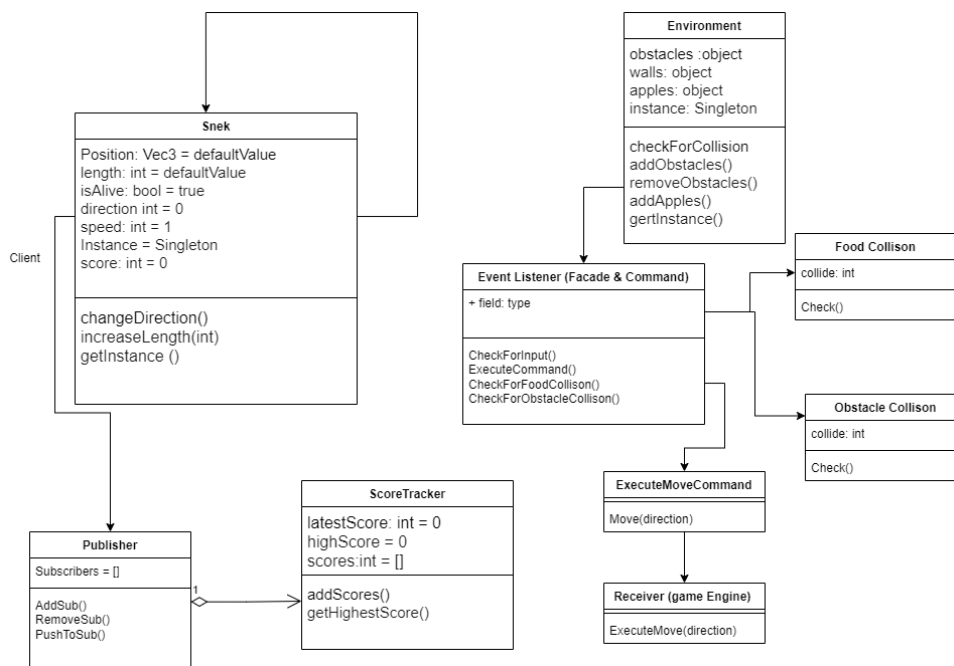 Snek
Position: Vec3 = defaultValue
length: int = defaultValue
isAlive: bool = true
direction int = 0
speed: int = 1
Instance = Singleton
score: int = 0
changeDirection()
increaseLength(int)
getInstance ()
Client
Publisher
Subscribers = []
AddSub()
RemoveSub()
PushToSub()
1
ScoreTracker
latestScore: int = 0
highScore = 0
scores:int = []
addScores()
getHighestScore()
Environment
obstacles :object
walls: object
apples: object
instance: Singleton
checkForCollision
addObstacles()
removeObstacles()
addApples()
gertInstance()
Event Listener (Facade & Command)
+ field: type
CheckForInput()
ExecuteCommand()
CheckForFoodCollison()
CheckForObstacleCollison()
Food Collison
collide: int
Check()
Obstacle Collison
collide: int
Check()
ExecuteMoveCommand
Move(direction)
Receiver (game Engine)
ExecuteMove(direction)